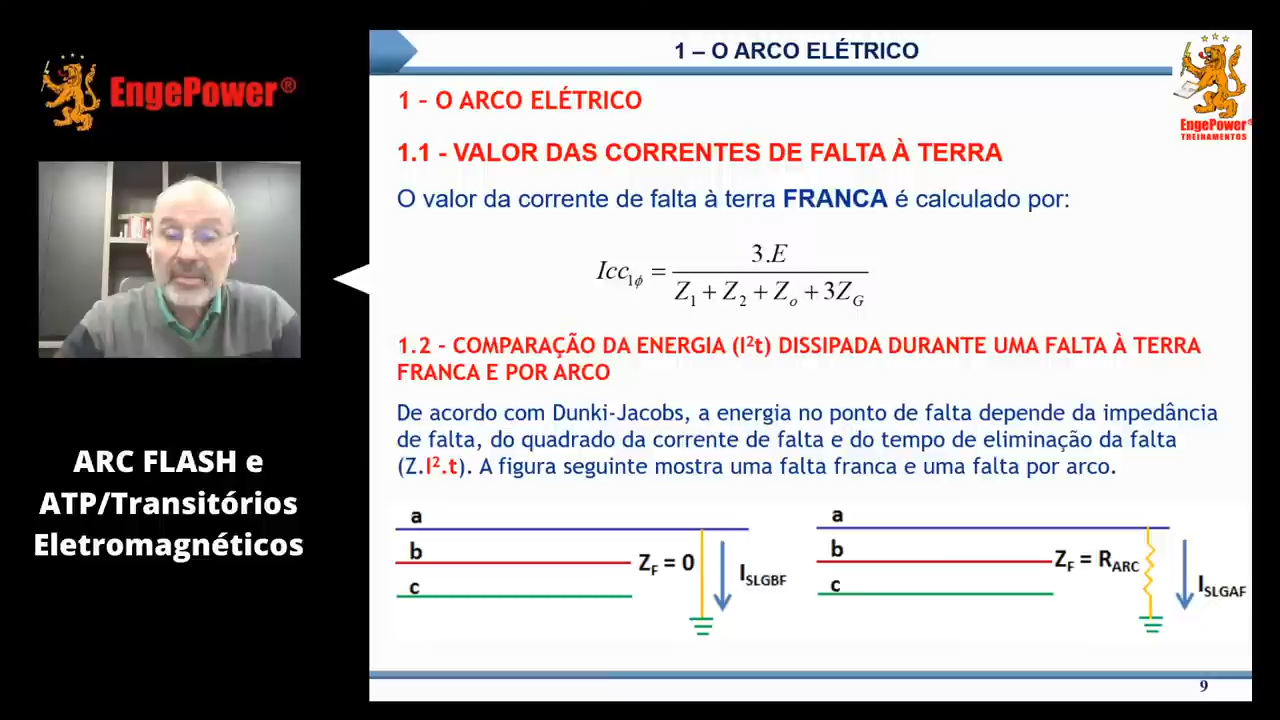 EngePower®
ARC FLASH e
ATP/Transitórios
Eletromagnéticos
1 – O ARCO ELÉTRICO
EngePower
TREINAMENTOS
1 – O ARCO ELÉTRICO
1.1 - VALOR DAS CORRENTES DE FALTA À TERRA
O valor da corrente de falta à terra FRANCA é calculado por:
Icc1ϕ = 3.E / Z1 + Z2 + Zo + 3ZG
1.2 – COMPARAÇÃO DA ENERGIA (I²t) DISSIPADA DURANTE UMA FALTA À TERRA
FRANCA E POR ARCO
De acordo com Dunki-Jacobs, a energia no ponto de falta depende da impedância
de falta, do quadrado da corrente de falta e do tempo de eliminação da falta
(Z.I².t). A figura seguinte mostra uma falta franca e uma falta por arco.
a
b
c
ZF = 0
ISLGBF
a
b
c
ZF = RARC
ISLGAF
9